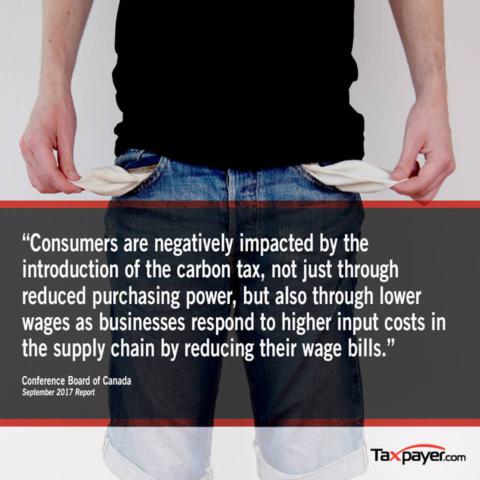 “Consumers are negatively impacted by the
introduction of the carbon tax, not just through
reduced purchasing power, but also through lower
wages as businesses respond to higher input costs in
the supply chain by reducing their wage bills.”
Conference Board of Canada
September 2017 Report
Taxpayer.com